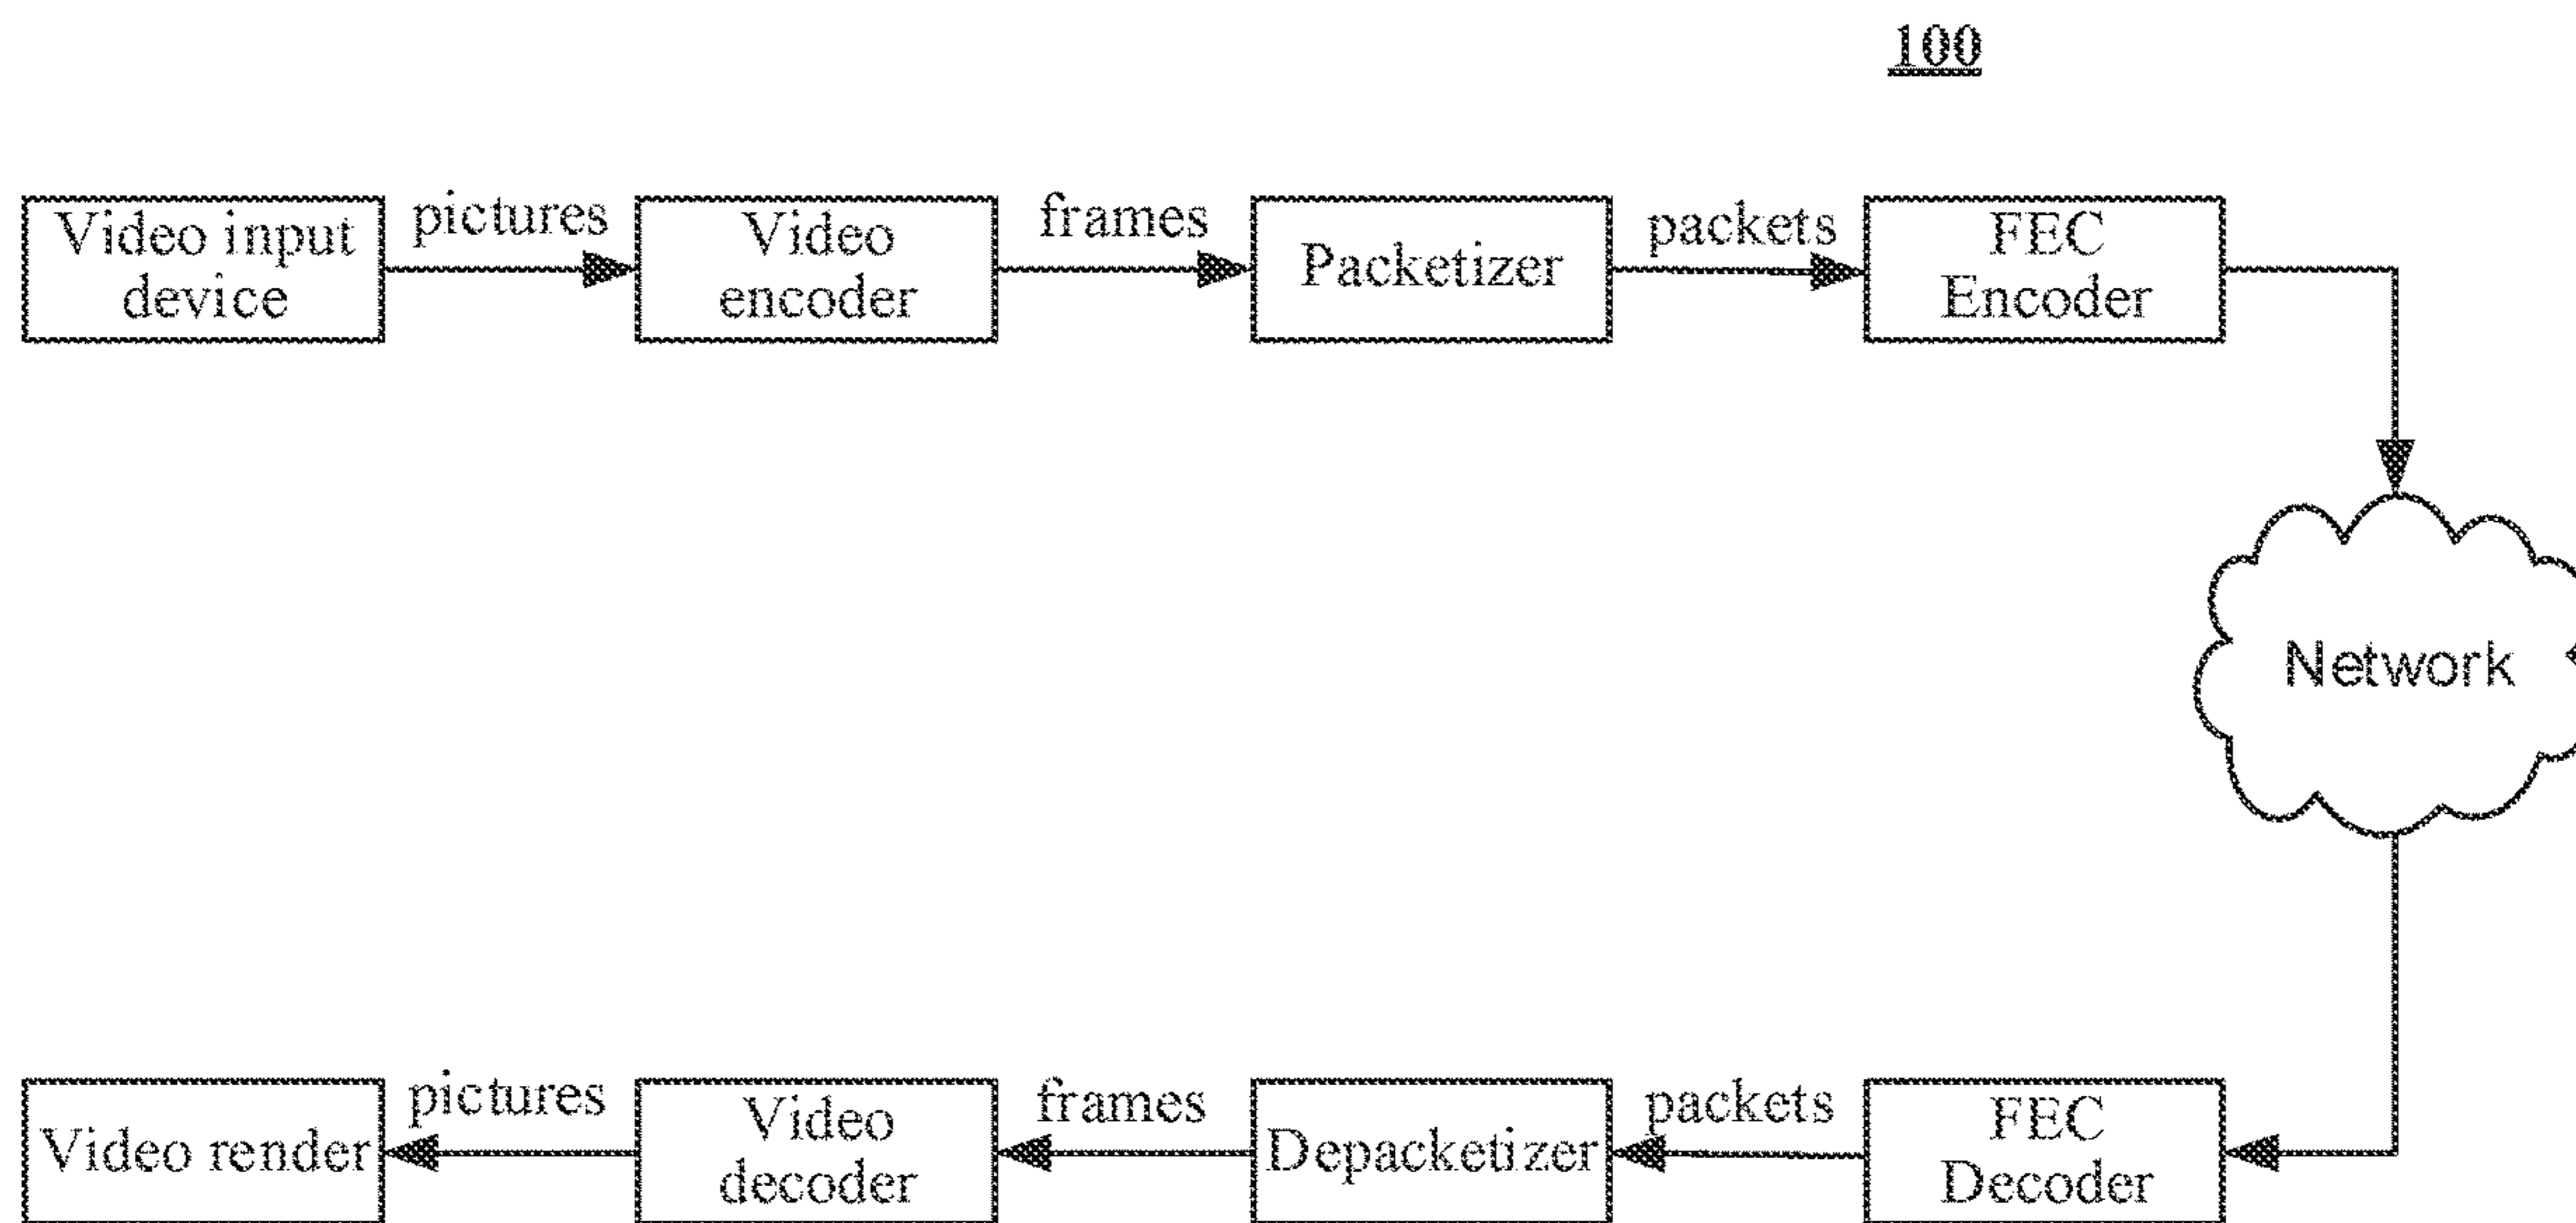 100
Video input
device
pictures
Video
encoder
frames
Packetizer
packets
FEC
Encoder
Network
Video render
pictures
Video
decoder
frames
Depacketizer
packets
FEC
Decoder